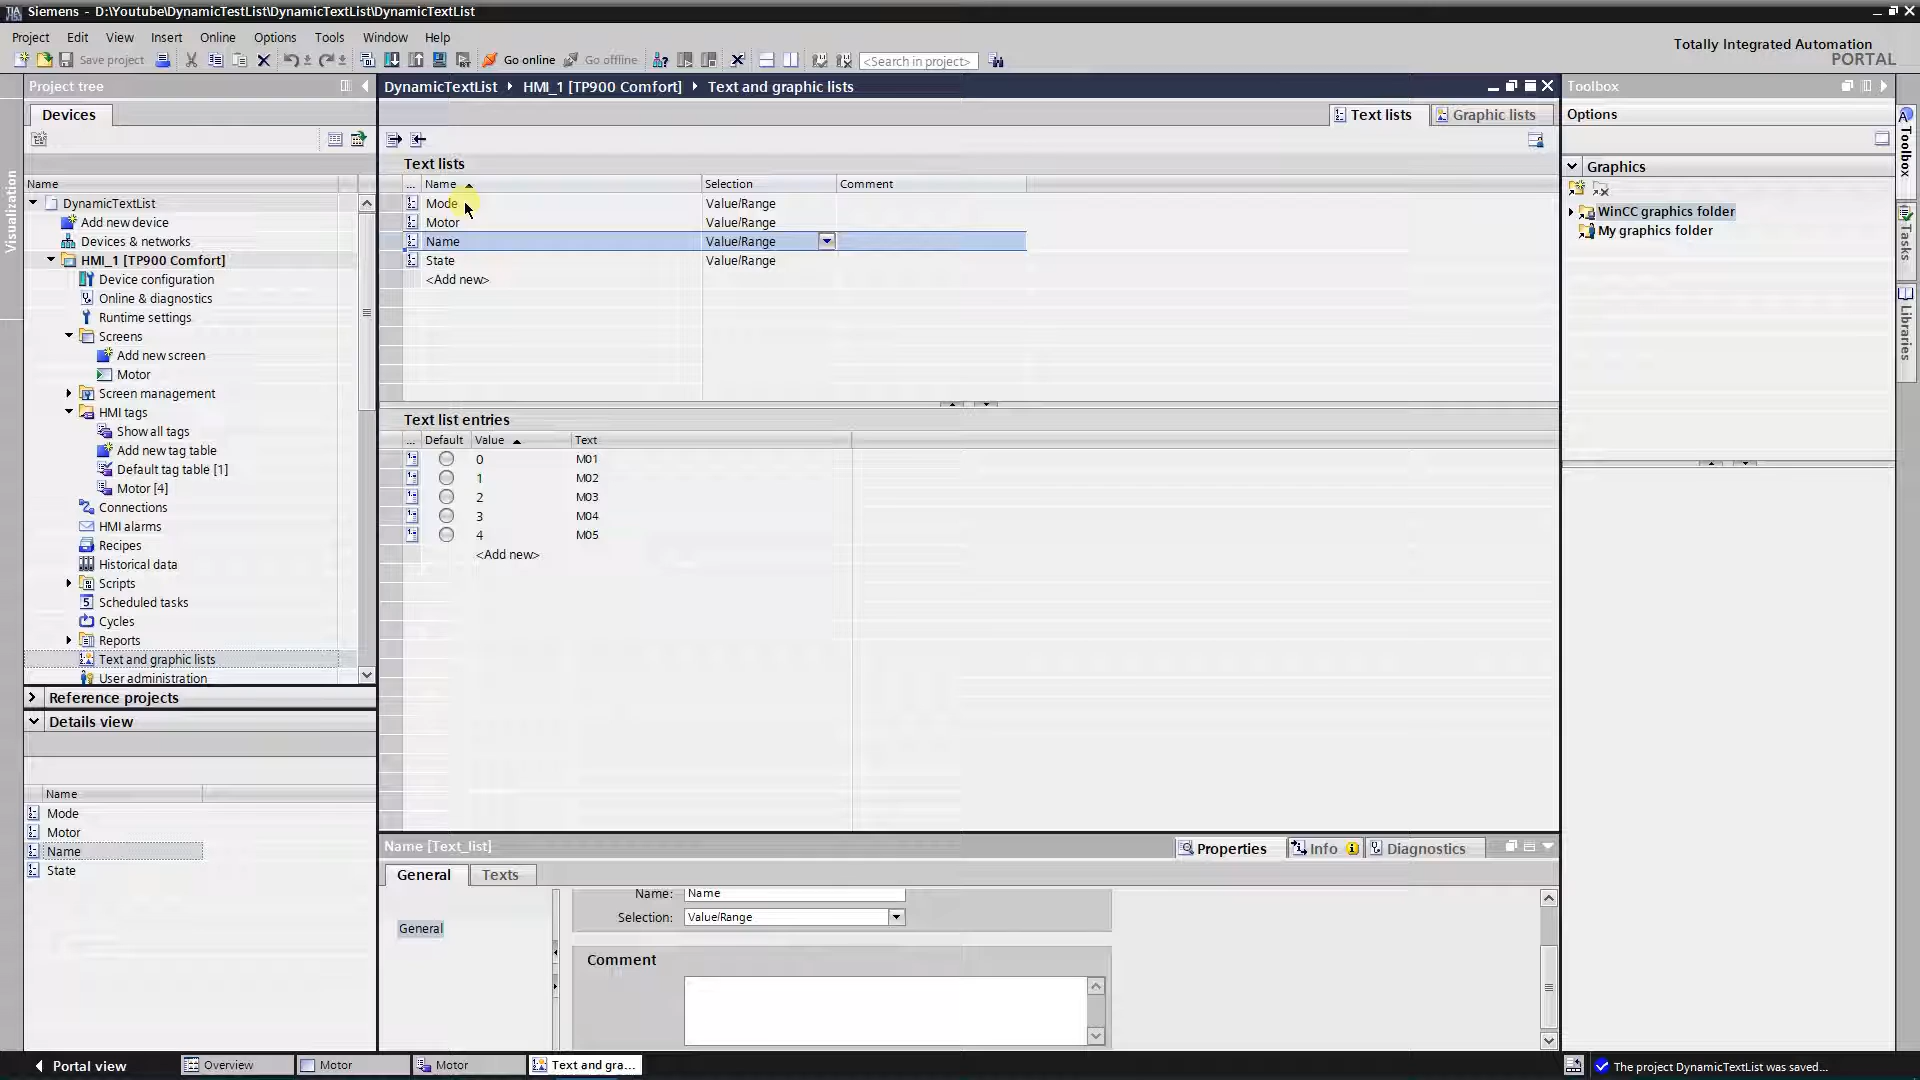 Siemens - D:\Youtube\DynamicTestList\DynamicTextList\DynamicTextList
Project Edit View Insert Online Options Tools Window Help
Totally Integrated Automation
PORTAL
Save project Go online Go offline <Search in project>
Project tree
DynamicTextList HMI_1 [TP900 Comfort] Text and graphic lists
Toolbox
Devices
Text lists Graphic lists
Options
Visualization
Toolbox
Tasks
Libraries
Name
DynamicTextList
Add new device
Devices & networks
HMI_1 [TP900 Comfort]
Device configuration
Online & diagnostics
Runtime settings
Screens
Add new screen
Motor
Screen management
HMI tags
Show all tags
Add new tag table
Default tag table [1]
Motor [4]
Connections
HMI alarms
Recipes
Historical data
Scripts
Scheduled tasks
Cycles
Reports
Text and graphic lists
User administration
Reference projects
Details view
Name
Mode
Motor
Name
State
Text lists
... Name Selection Comment
Mode Value/Range
Motor Value/Range
Name Value/Range
State Value/Range
<Add new>
Text list entries
... Default Value Text
0 M01
1 M02
2 M03
3 M04
4 M05
<Add new>
Graphics
WinCC graphics folder
My graphics folder
Name [Text_list]
Properties Info Diagnostics
General Texts
General
Name: Name
Selection: Value/Range
Comment
Portal view Overview Motor Motor Text and gra...
The project DynamicTextList was saved...